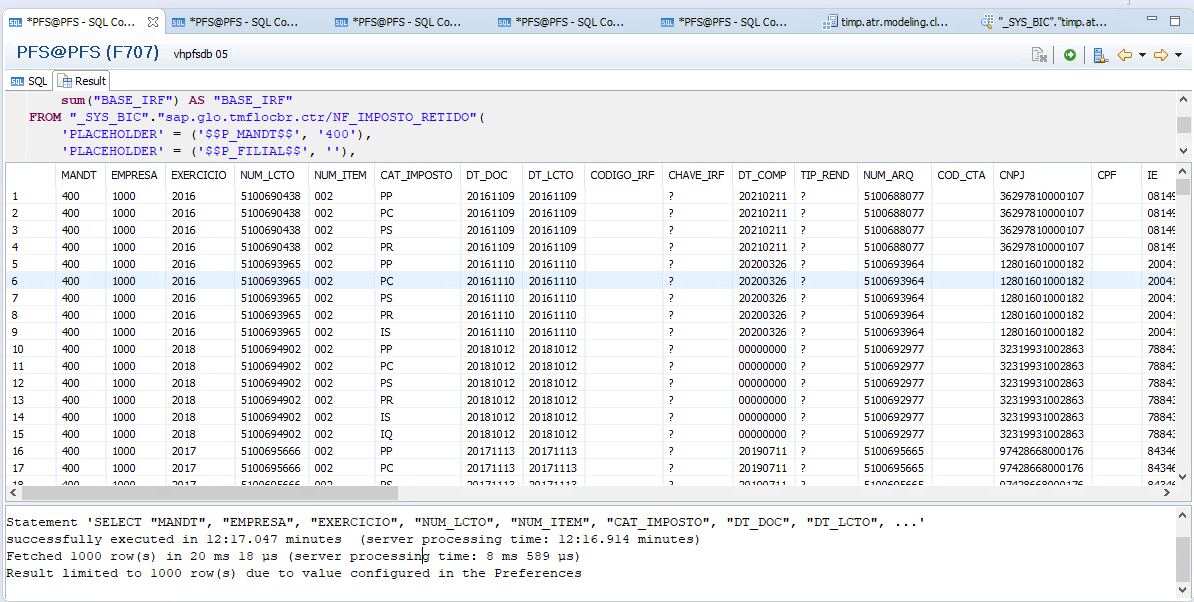 *PFS@PFS - SQL Co... *PFS@PFS - SQL Co... *PFS@PFS - SQL Co... *PFS@PFS - SQL Co... *PFS@PFS - SQL Co... timp.atr.modeling.cl... "_SYS_BIC"."timp.at...
PFS@PFS (F707) vhpfsdb 05
SQL Result
sum("BASE_IRF") AS "BASE_IRF"
FROM "_SYS_BIC"."sap.glo.tmflocbr.ctr/NF_IMPOSTO_RETIDO"(
'PLACEHOLDER' = ('$$P_MANDT$$', '400'),
'PLACEHOLDER' = ('$$P_FILIAL$$', ''),
MANDT EMPRESA EXERCICIO NUM_LCTO NUM_ITEM CAT_IMPOSTO DT_DOC DT_LCTO CODIGO_IRF CHAVE_IRF DT_COMP TIP_REND NUM_ARQ COD_CTA CNPJ CPF IE
1 400 1000 2016 5100690438 002 PP 20161109 20161109 ? 20210211 ? 5100688077 36297810000107 08149
2 400 1000 2016 5100690438 002 PC 20161109 20161109 ? 20210211 ? 5100688077 36297810000107 08149
3 400 1000 2016 5100690438 002 PS 20161109 20161109 ? 20210211 ? 5100688077 36297810000107 08149
4 400 1000 2016 5100690438 002 PR 20161109 20161109 ? 20210211 ? 5100688077 36297810000107 08149
5 400 1000 2016 5100693965 002 PP 20161110 20161110 ? 20200326 ? 5100693964 12801601000182 20041
6 400 1000 2016 5100693965 002 PC 20161110 20161110 ? 20200326 ? 5100693964 12801601000182 20041
7 400 1000 2016 5100693965 002 PS 20161110 20161110 ? 20200326 ? 5100693964 12801601000182 20041
8 400 1000 2016 5100693965 002 PR 20161110 20161110 ? 20200326 ? 5100693964 12801601000182 20041
9 400 1000 2016 5100693965 002 IS 20161110 20161110 ? 20200326 ? 5100693964 12801601000182 20041
10 400 1000 2018 5100694902 002 PP 20181012 20181012 ? 00000000 ? 5100692977 32319931002863 78843
11 400 1000 2018 5100694902 002 PC 20181012 20181012 ? 00000000 ? 5100692977 32319931002863 78843
12 400 1000 2018 5100694902 002 PS 20181012 20181012 ? 00000000 ? 5100692977 32319931002863 78843
13 400 1000 2018 5100694902 002 PR 20181012 20181012 ? 00000000 ? 5100692977 32319931002863 78843
14 400 1000 2018 5100694902 002 IS 20181012 20181012 ? 00000000 ? 5100692977 32319931002863 78843
15 400 1000 2018 5100694902 002 IQ 20181012 20181012 ? 00000000 ? 5100692977 32319931002863 78843
16 400 1000 2017 5100695666 002 PP 20171113 20171113 ? 20190711 ? 5100695665 97428668000176 84346
17 400 1000 2017 5100695666 002 PC 20171113 20171113 ? 20190711 ? 5100695665 97428668000176 84346
18 400 1000 2017 5100695666 002 PS 20171113 20171113 ? 20190711 ? 5100695665 97428668000176 84346
Statement 'SELECT "MANDT", "EMPRESA", "EXERCICIO", "NUM_LCTO", "NUM_ITEM", "CAT_IMPOSTO", "DT_DOC", "DT_LCTO", ...'
successfully executed in 12:17.047 minutes (server processing time: 12:16.914 minutes)
Fetched 1000 row(s) in 20 ms 18 µs (server processing time: 8 ms 589 µs)
Result limited to 1000 row(s) due to value configured in the Preferences